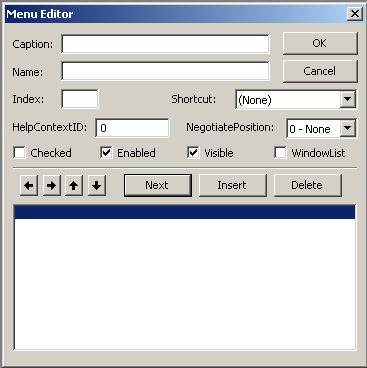 Menu Editor
Caption: OK
Name: Cancel
Index: Shortcut: (None)
HelpContextID: 0 NegotiatePosition: 0 - None
Checked Enabled Visible WindowList
Next Insert Delete